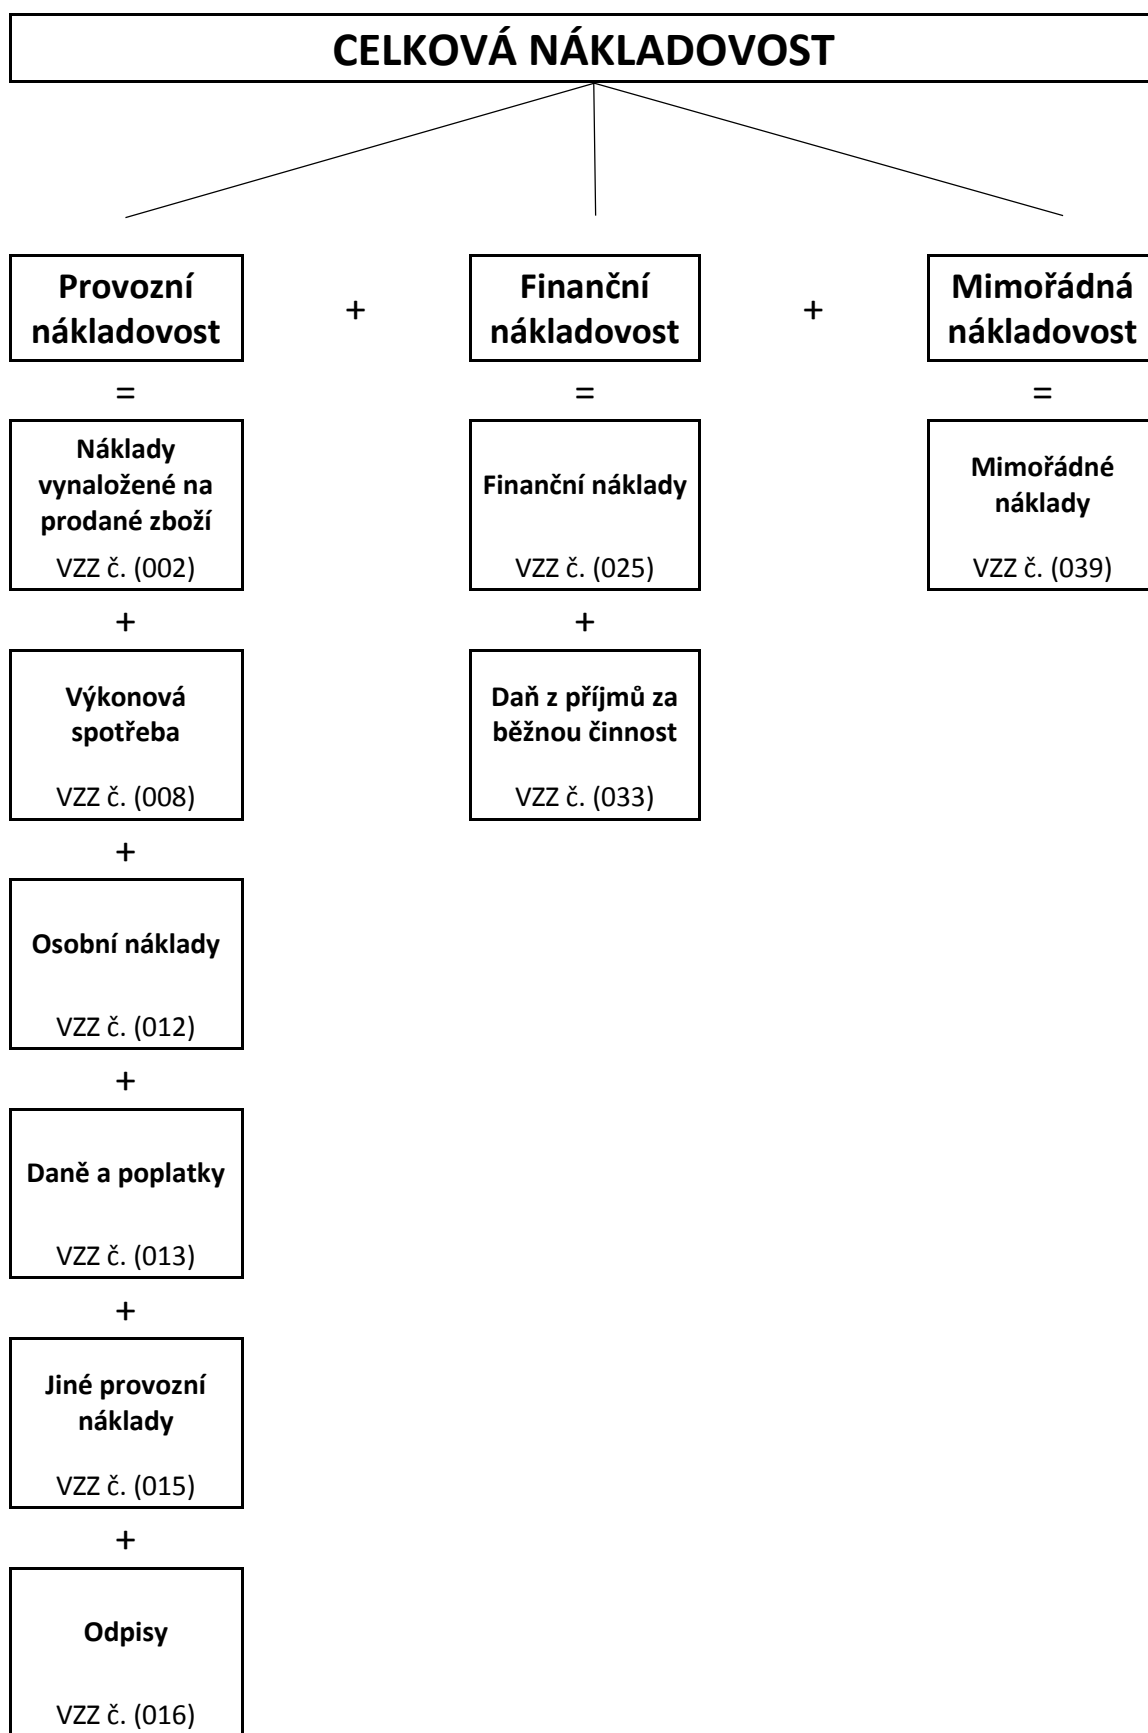 CELKOVÁ NÁKLADOVOST
Provozní
nákladovost
+
Finanční
nákladovost
+
Mimořádná
nákladovost
=
=
=
Náklady
vynaložené na
prodané zboží
VZZ č. (002)
Finanční náklady
VZZ č. (025)
Mimořádné
náklady
VZZ č. (039)
+
+
Výkonová
spotřeba
VZZ č. (008)
Daň z příjmů za
běžnou činnost
VZZ č. (033)
+
Osobní náklady
VZZ č. (012)
+
Daně a poplatky
VZZ č. (013)
+
Jiné provozní
náklady
VZZ č. (015)
+
Odpisy
VZZ č. (016)